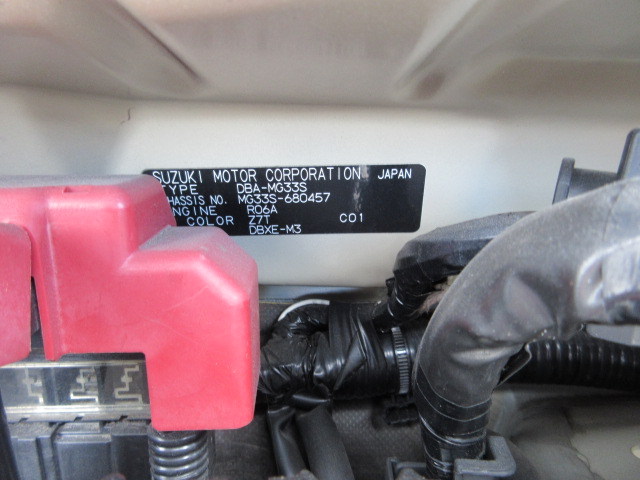 SUZUKI MOTOR CORPORATION JAPAN
TYPE DBA-MG33S
CHASSIS NO. MG33S-680457
ENGINE R06A
COLOR Z7T C01
DBXE-M3